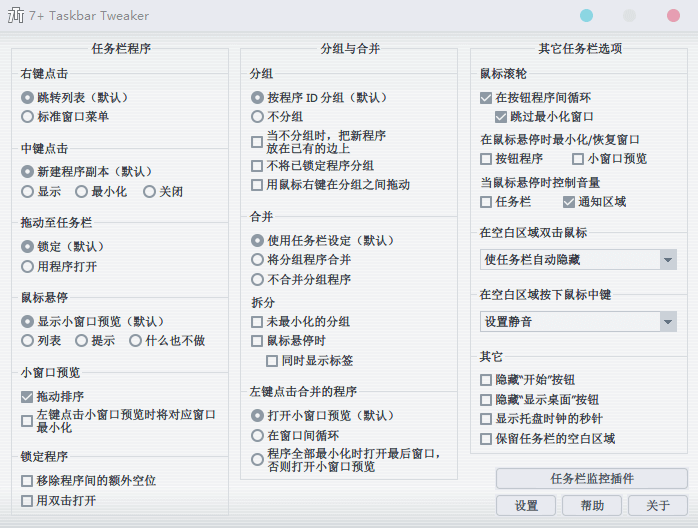 7+ Taskbar Tweaker
任务栏程序
右键点击
跳转列表（默认）
标准窗口菜单
中键点击
新建程序副本（默认）
显示 最小化 关闭
拖动至任务栏
锁定（默认）
用程序打开
鼠标悬停
显示小窗口预览（默认）
列表 提示 什么也不做
小窗口预览
拖动排序
左键点击小窗口预览时将对应窗口
最小化
锁定程序
移除程序间的额外空位
用双击打开
分组与合并
分组
按程序 ID 分组（默认）
不分组
当不分组时，把新程序
放在已有的边上
不将已锁定程序分组
用鼠标右键在分组之间拖动
合并
使用任务栏设定（默认）
将分组程序合并
不合并分组程序
拆分
未最小化的分组
鼠标悬停时
同时显示标签
左键点击合并的程序
打开小窗口预览（默认）
在窗口间循环
程序全部最小化时打开最后窗口，
否则打开小窗口预览
其它任务栏选项
鼠标滚轮
在按钮程序间循环
跳过最小化窗口
在鼠标悬停时最小化/恢复窗口
按钮程序 小窗口预览
当鼠标悬停时控制音量
任务栏 通知区域
在空白区域双击鼠标
使任务栏自动隐藏
在空白区域按下鼠标中键
设置静音
其它
隐藏“开始”按钮
隐藏“显示桌面”按钮
显示托盘时钟的秒针
保留任务栏的空白区域
任务栏监控插件
设置 帮助 关于